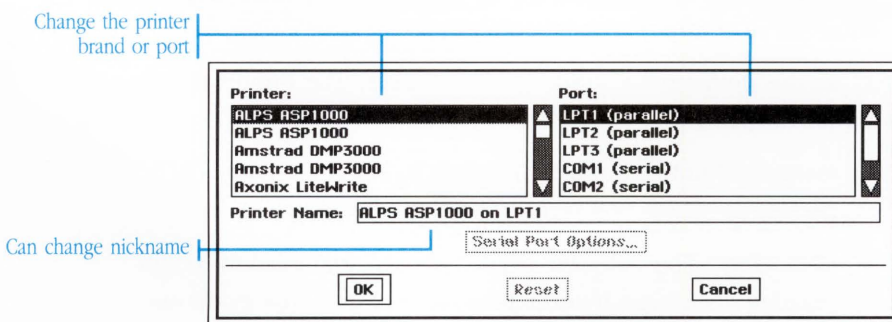 Change the printer
brand or port
Printer:
ALPS ASP1000
ALPS ASP1000
Amstrad DMP3000
Amstrad DMP3000
Axonix LiteWrite
Port:
LPT1 (parallel)
LPT2 (parallel)
LPT3 (parallel)
COM1 (serial)
COM2 (serial)
Printer Name: ALPS ASP1000 on LPT1
Can change nickname
Serial Port Options...
OK
Reset
Cancel